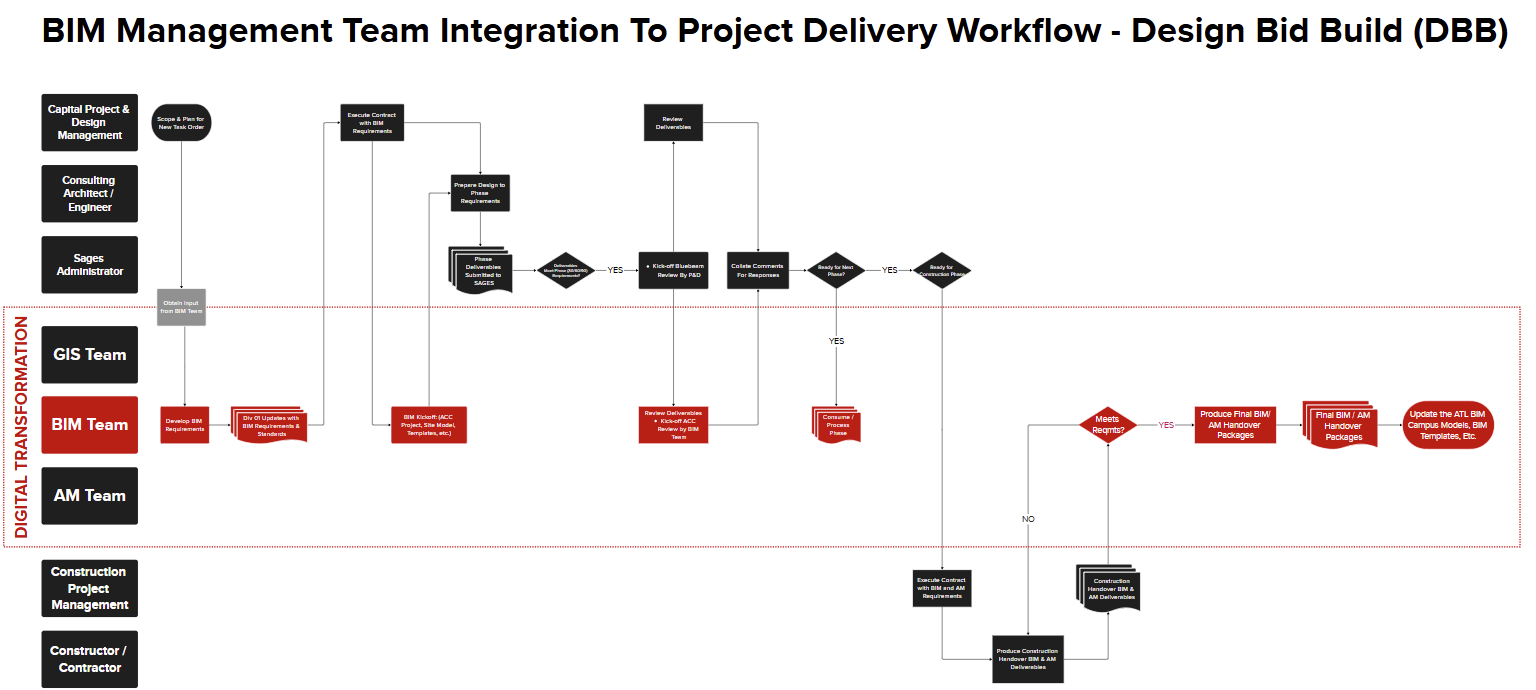 BIM Management Team Integration To Project Delivery Workflow - Design Bid Build (DBB)
Capital Project &
Design
Management
Scope & Plan for
New Task Order
Execute Contract
with BIM
Requirements
Review
Deliverables
Consulting
Architect /
Engineer
Prepare Design to
Phase
Requirements
Sages
Administrator
Phase
Deliverables
Submitted to
SAGES
Deliverables
Meet Phase
Requirements?
YES
• Kick-off Bluebeam
Review By P&D
Collate Comments
For Responses
Ready for Next
Phase?
YES
Ready for
Construction Phase
Obtain Input
from BIM Team
DIGITAL TRANSFORMATION
GIS Team
YES
BIM Team
Develop BIM
Requirements
Div 01 Updates with
BIM Requirements &
Standards
BIM Kickoff: (ACC
Project, Site Model,
Templates, etc.)
Review Deliverables
• Kick-off ACC
Review by BIM
Team
Consume /
Process
Phase
Meets
Reqmts?
YES
Produce Final BIM/
AM Handover
Packages
Final BIM / AM
Handover
Packages
Update the ATL BIM
Campus Models, BIM
Templates, Etc.
AM Team
NO
Construction
Project
Management
Execute Contract
with BIM and AM
Requirements
Construction
Handover BIM &
AM Deliverables
Constructor /
Contractor
Produce Construction
Handover BIM & AM
Deliverables